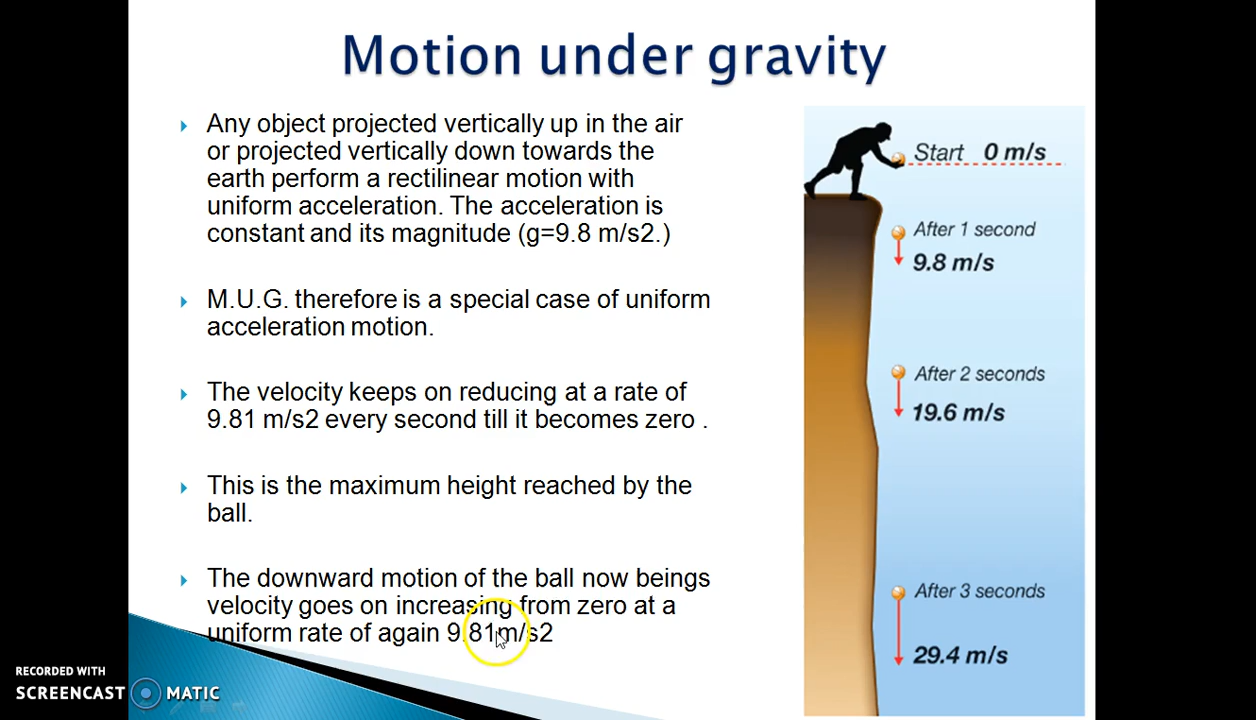 Motion under gravity
Any object projected vertically up in the air
or projected vertically down towards the
earth perform a rectilinear motion with
uniform acceleration. The acceleration is
constant and its magnitude (g=9.8 m/s2.)
M.U.G. therefore is a special case of uniform
acceleration motion.
The velocity keeps on reducing at a rate of
9.81 m/s2 every second till it becomes zero .
This is the maximum height reached by the
ball.
The downward motion of the ball now beings
velocity goes on increasing from zero at a
uniform rate of again 9.81m/s2
Start 0 m/s
After 1 second
9.8 m/s
After 2 seconds
19.6 m/s
After 3 seconds
29.4 m/s
RECORDED WITH
SCREENCAST MATIC